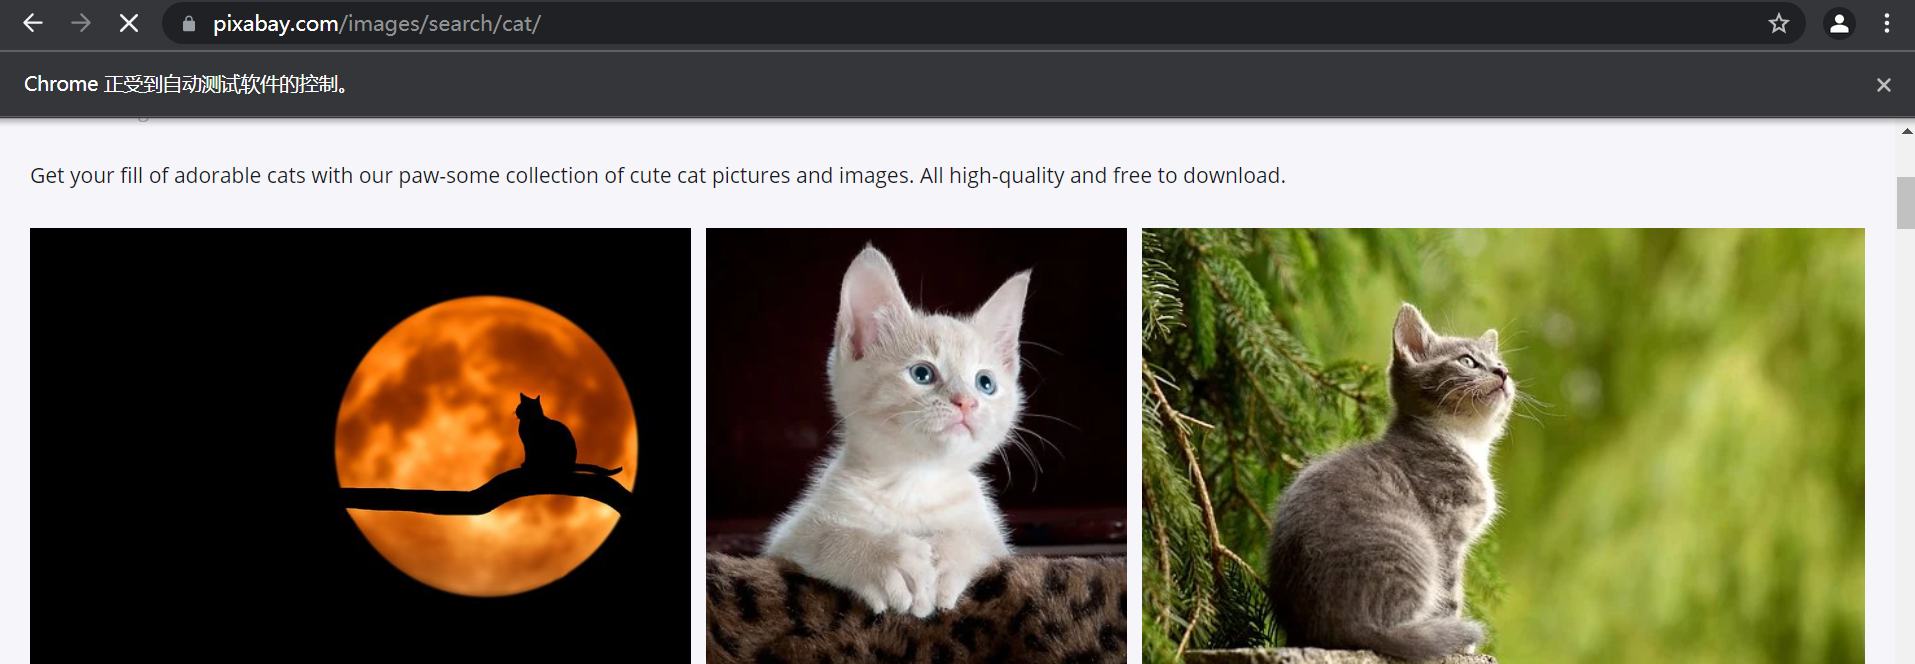 pixabay.com/images/search/cat/
Chrome 正受到自动测试软件的控制。
Get your fill of adorable cats with our paw-some collection of cute cat pictures and images. All high-quality and free to download.